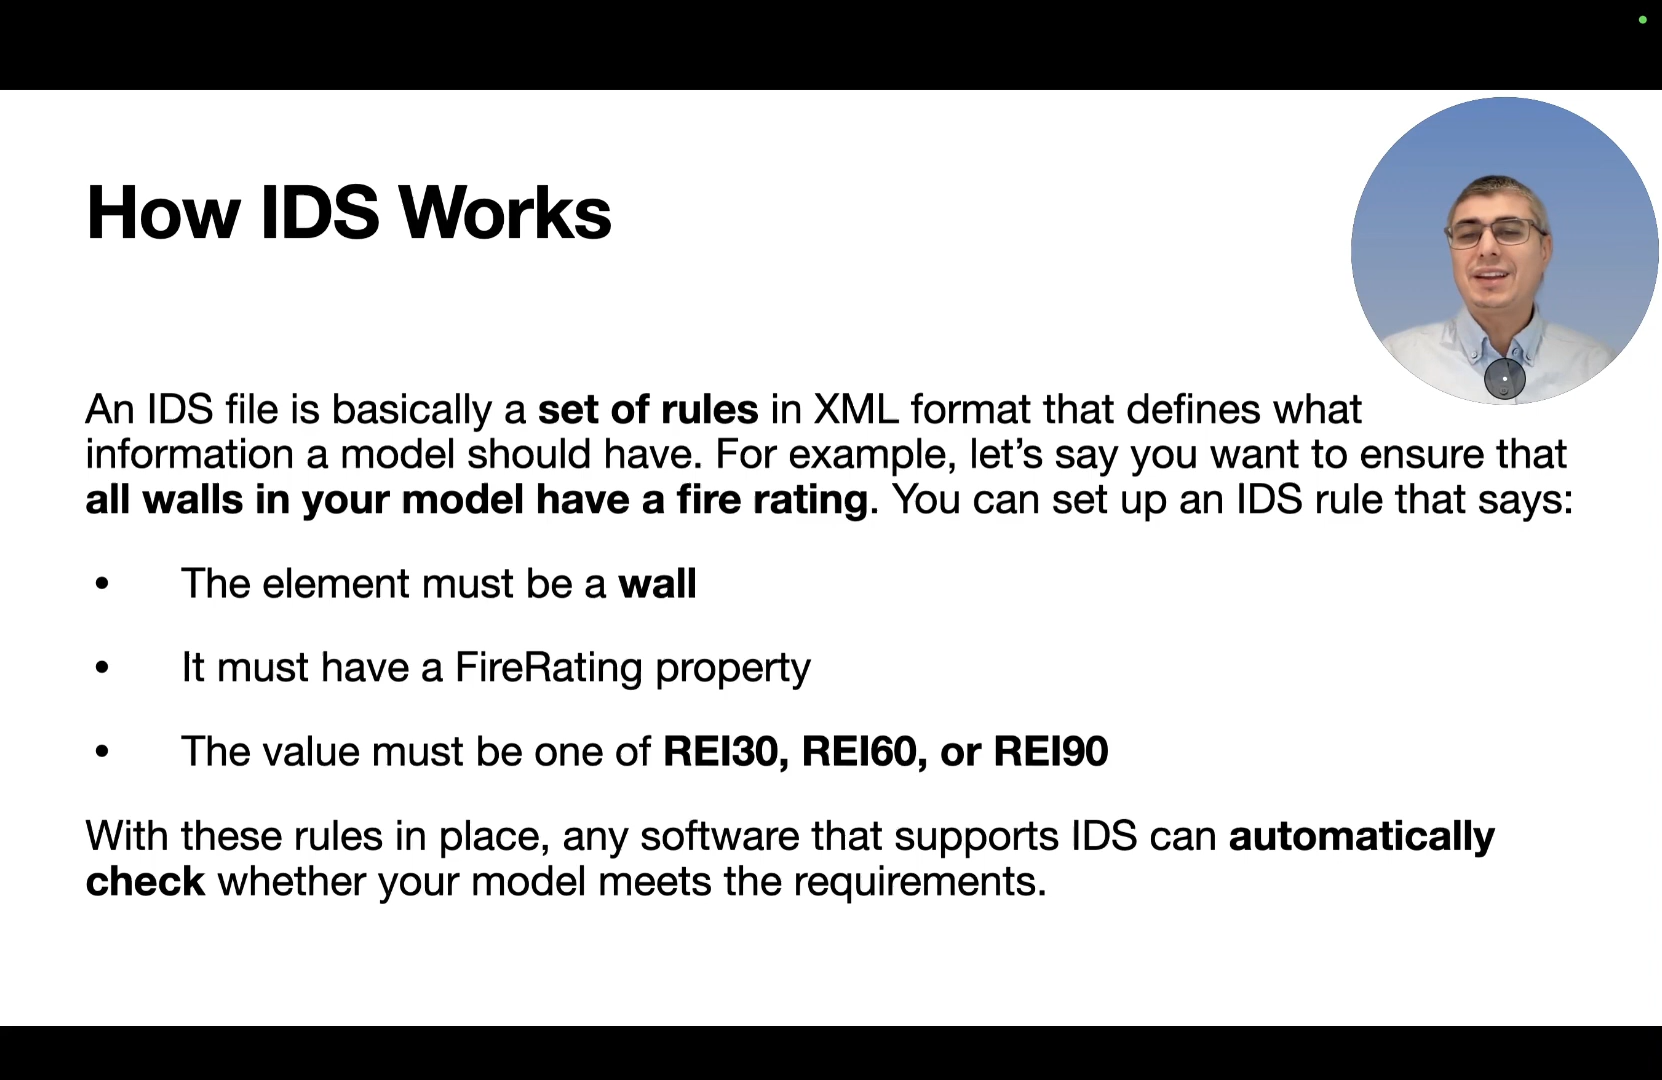 How IDS Works
An IDS file is basically a set of rules in XML format that defines what
information a model should have. For example, let’s say you want to ensure that
all walls in your model have a fire rating. You can set up an IDS rule that says:
• The element must be a wall
• It must have a FireRating property
• The value must be one of REI30, REI60, or REI90
With these rules in place, any software that supports IDS can automatically
check whether your model meets the requirements.